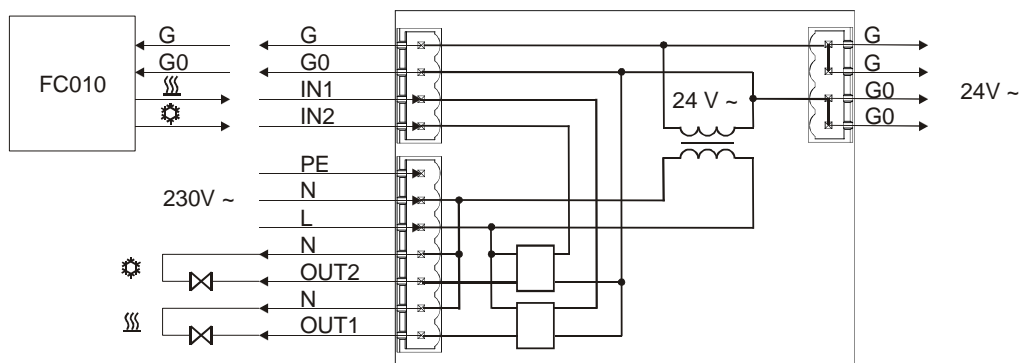 FC010
G
G0
G
G0
IN1
IN2
PE
N
L
N
OUT2
N
OUT1
230V ~
24 V ~
G
G
G0
G0
24V ~